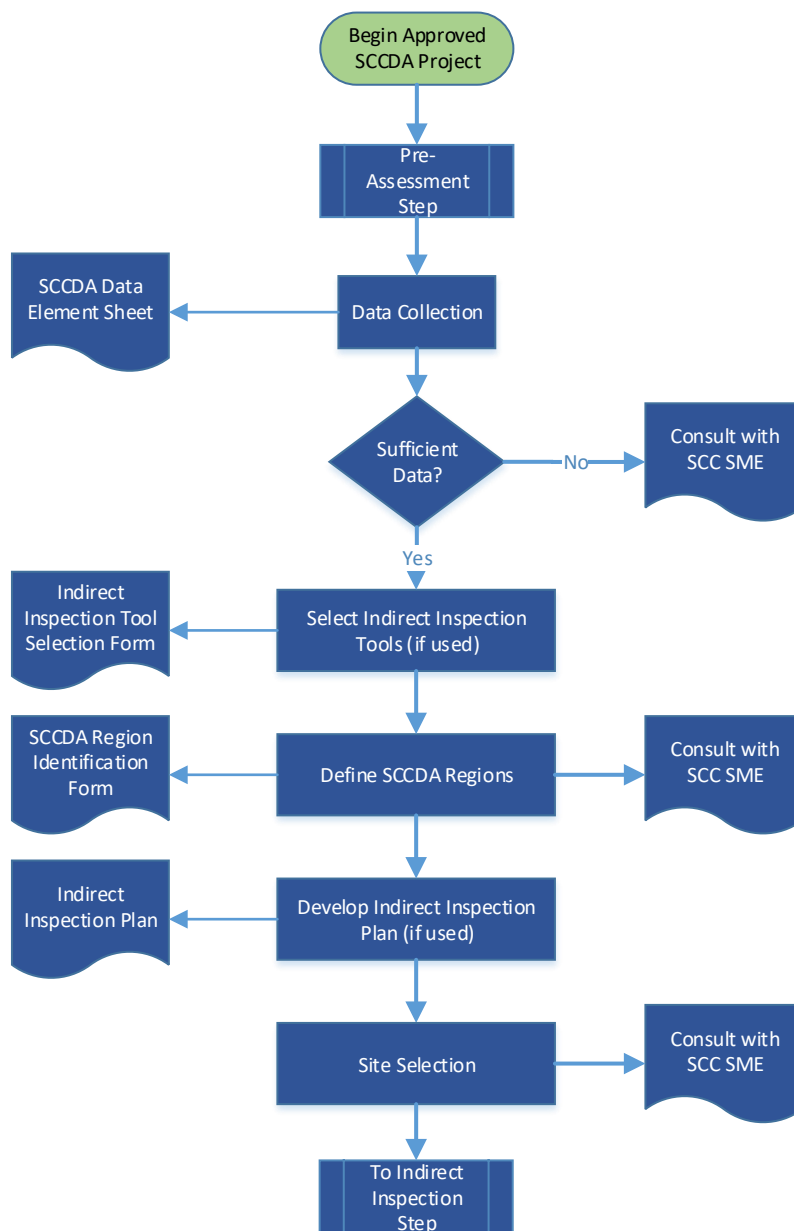 Begin Approved
SCCDA Project
Pre-
Assessment
Step
SCCDA Data
Element Sheet
Data Collection
Sufficient
Data?
No
Consult with
SCC SME
Yes
Indirect
Inspection Tool
Selection Form
Select Indirect Inspection
Tools (if used)
SCCDA Region
Identification
Form
Define SCCDA Regions
Consult with
SCC SME
Indirect
Inspection Plan
Develop Indirect Inspection
Plan (if used)
Site Selection
Consult with
SCC SME
To Indirect
Inspection
Step